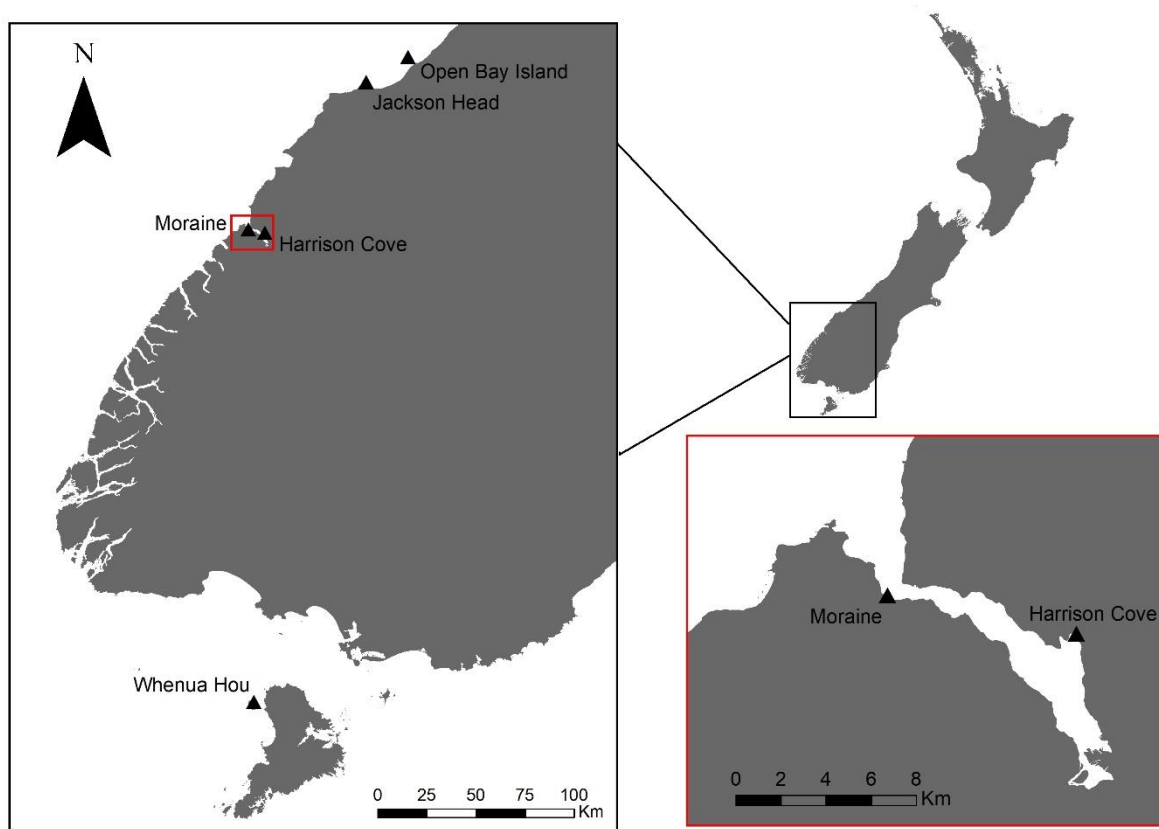 N
Open Bay Island
Jackson Head
Moraine
Harrison Cove
Whenua Hou
0 25 50 75 100
Km
Moraine
Harrison Cove
0 2 4 6 8
Km